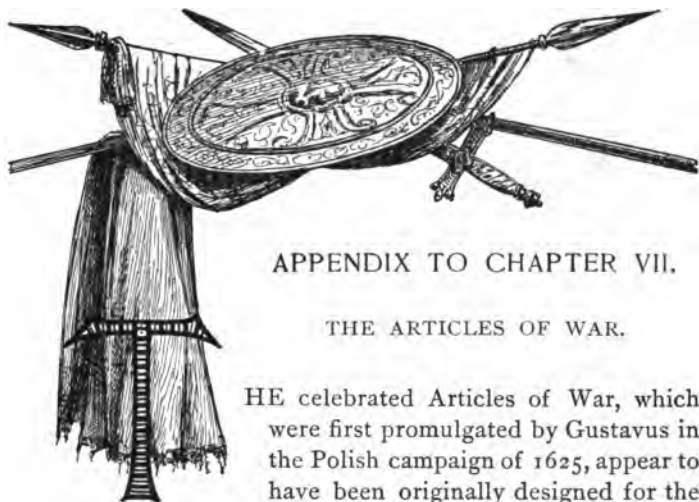 APPENDIX TO CHAPTER VII.
THE ARTICLES OF WAR.
THE celebrated Articles of War, which
were first promulgated by Gustavus in
the Polish campaign of 1625, appear to
have been originally designed for the